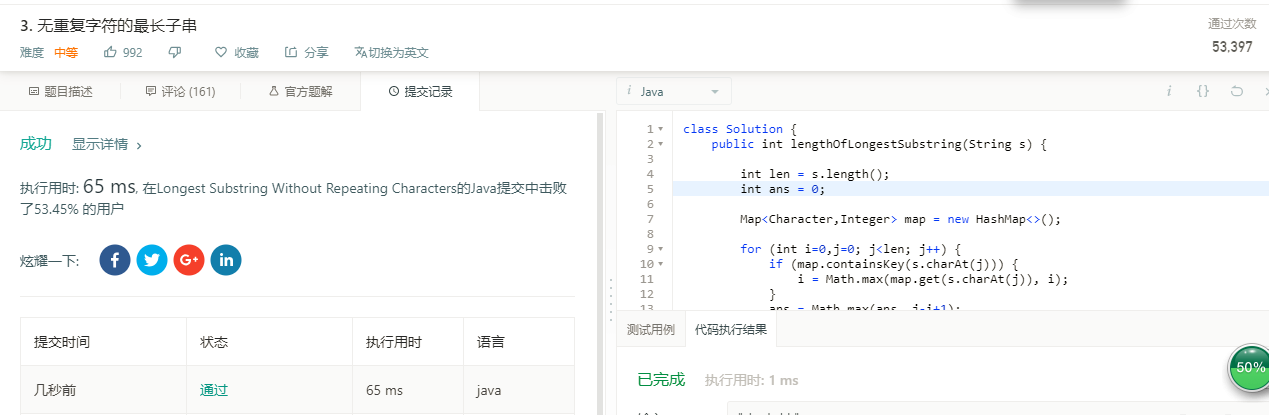 3. 无重复字符的最长子串
难度 中等 992 收藏 分享 切换为英文
通过次数
53,397
题目描述 评论 (161) 官方题解 提交记录
成功 显示详情 ›
执行用时: 65 ms, 在Longest Substring Without Repeating Characters的Java提交中击败
了53.45% 的用户
炫耀一下:
提交时间 状态 执行用时 语言
几秒前 通过 65 ms java
i Java
i {}
1 class Solution {
2 public int lengthOfLongestSubstring(String s) {
3
4 int len = s.length();
5 int ans = 0;
6
7 Map<Character,Integer> map = new HashMap<>();
8
9 for (int i=0,j=0; j<len; j++) {
10 if (map.containsKey(s.charAt(j))) {
11 i = Math.max(map.get(s.charAt(j)), i);
12 }
13 ans = Math.max(ans, j-i+1);
测试用例 代码执行结果
已完成 执行用时: 1 ms
50%